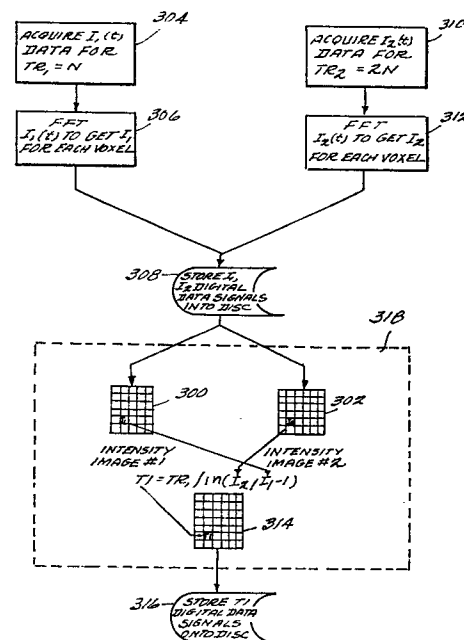 304
ACQUIRE I₁(t)
DATA FOR
TR₁ = N
310
ACQUIRE I₂(t)
DATA FOR
TR₂ = 2N
306
FFT
I₁(t) TO GET I₁
FOR EACH VOXEL
312
FFT
I₂(t) TO GET I₂
FOR EACH VOXEL
308
STORE I₁
I₂ DIGITAL
DATA SIGNALS
INTO DISC
318
300
302
INTENSITY
IMAGE #1
INTENSITY
IMAGE #2
T1 = TR₁ / ln(I₂/I₁-1)
314
316
STORE T1
DIGITAL DATA
SIGNALS
ONTO DISC